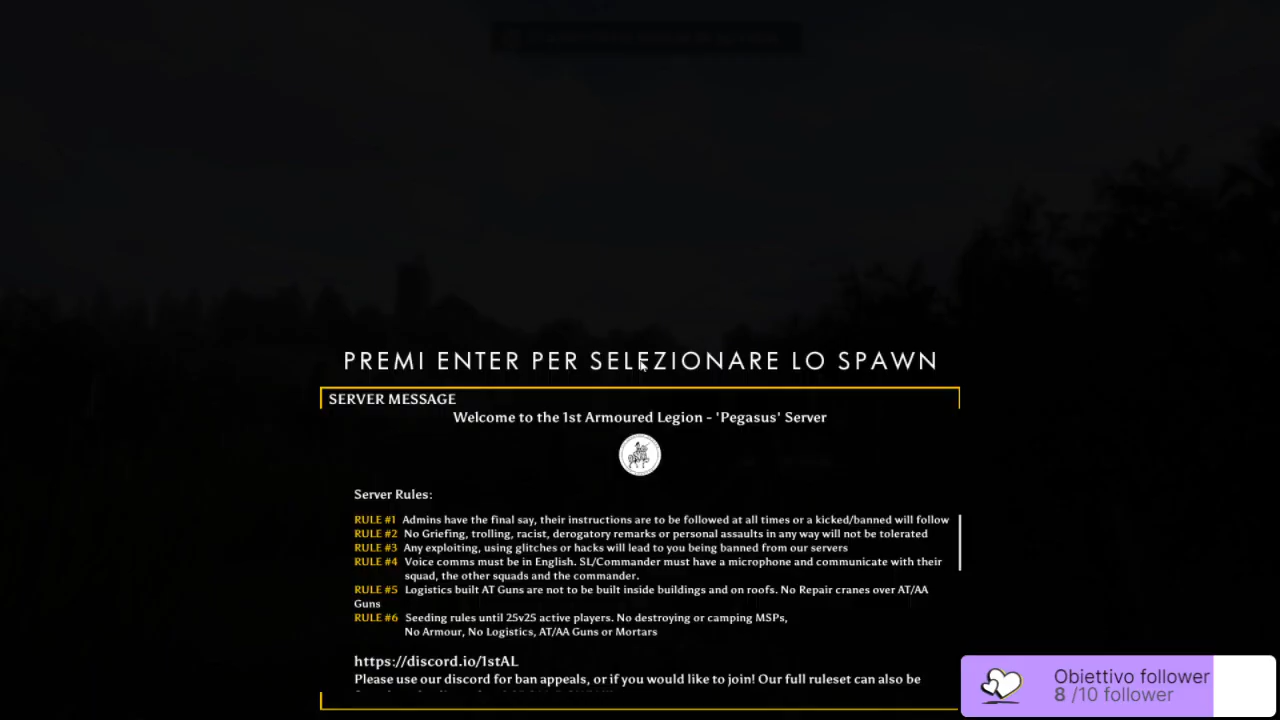 PREMI ENTER PER SELEZIONARE LO SPAWN
SERVER MESSAGE
Welcome to the 1st Armoured Legion - 'Pegasus' Server
Server Rules:
RULE #1 Admins have the final say, their instructions are to be followed at all times or a kicked/banned will follow
RULE #2 No Griefing, trolling, racist, derogatory remarks or personal assaults in any way will not be tolerated
RULE #3 Any exploiting, using glitches or hacks will lead to you being banned from our servers
RULE #4 Voice comms must be in English. SL/Commander must have a microphone and communicate with their
squad, the other squads and the commander.
RULE #5 Logistics built AT Guns are not to be built inside buildings and on roofs. No Repair cranes over AT/AA
Guns
RULE #6 Seeding rules until 25v25 active players. No destroying or camping MSPs,
No Armour, No Logistics, AT/AA Guns or Mortars
https://discord.io/1stAL
Please use our discord for ban appeals, or if you would like to join! Our full ruleset can also be
Obiettivo follower
8 /10 follower